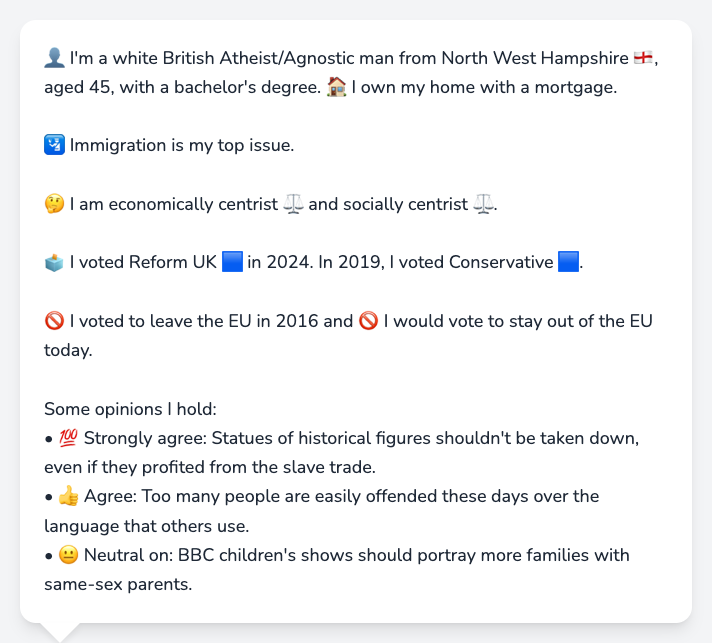 👤 I'm a white British Atheist/Agnostic man from North West Hampshire 🏴󠁧󠁢󠁥󠁮󠁧󠁿,
aged 45, with a bachelor's degree. 🏠 I own my home with a mortgage.
🛂 Immigration is my top issue.
🤔 I am economically centrist ⚖️ and socially centrist ⚖️.
🗳️ I voted Reform UK 🟦 in 2024. In 2019, I voted Conservative 🟦.
🚫 I voted to leave the EU in 2016 and 🚫 I would vote to stay out of the EU
today.
Some opinions I hold:
• 💯 Strongly agree: Statues of historical figures shouldn't be taken down,
even if they profited from the slave trade.
• 👍 Agree: Too many people are easily offended these days over the
language that others use.
• 😐 Neutral on: BBC children's shows should portray more families with
same-sex parents.